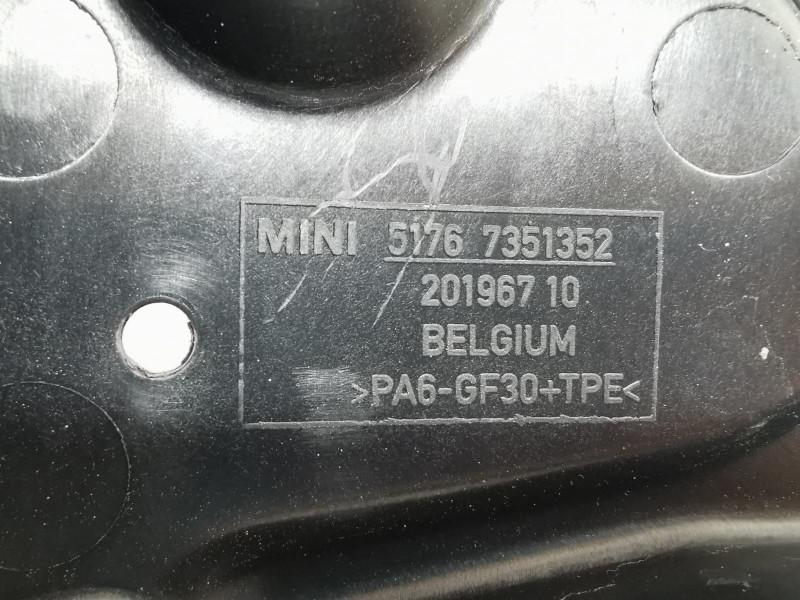 MINI 5176 7351352
201967 10
BELGIUM
>PA6-GF30+TPE<